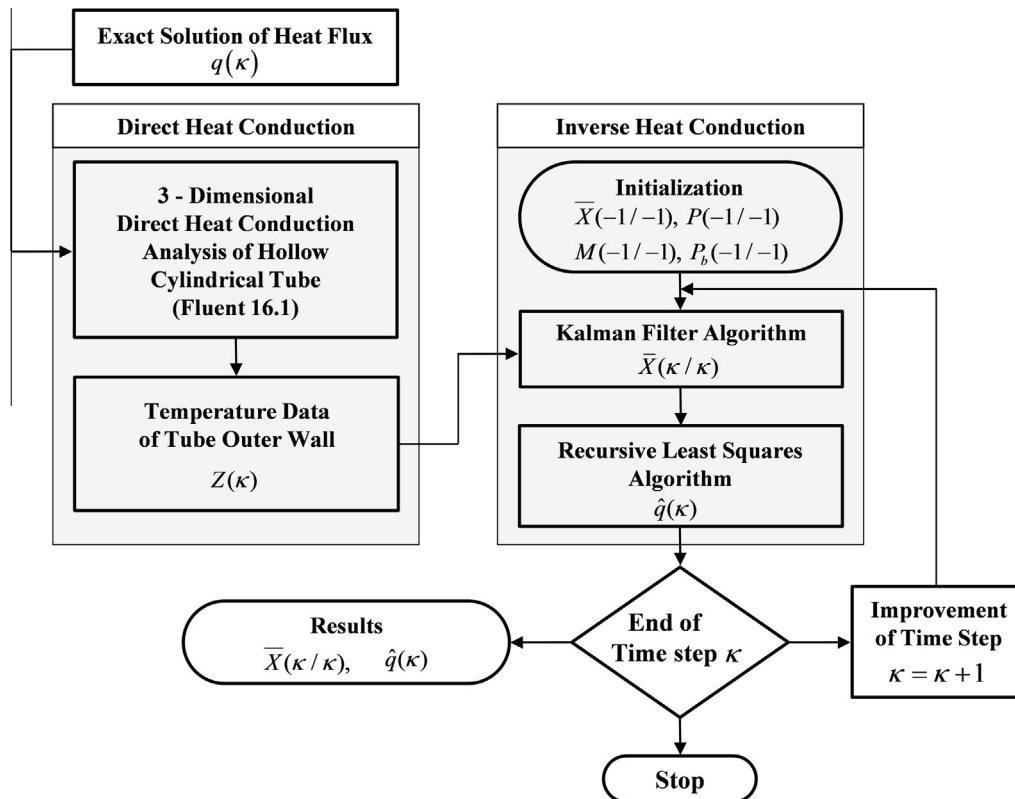 Exact Solution of Heat Flux
q(κ)
Direct Heat Conduction
3 - Dimensional
Direct Heat Conduction
Analysis of Hollow
Cylindrical Tube
(Fluent 16.1)
Temperature Data
of Tube Outer Wall
Z(κ)
Inverse Heat Conduction
Initialization
X̅(−1/−1), P(−1/−1)
M(−1/−1), P_b(−1/−1)
Kalman Filter Algorithm
X̅(κ/κ)
Recursive Least Squares
Algorithm
q̂(κ)
End of
Time step κ
Improvement
of Time Step
κ = κ+1
Results
X̅(κ/κ), q̂(κ)
Stop